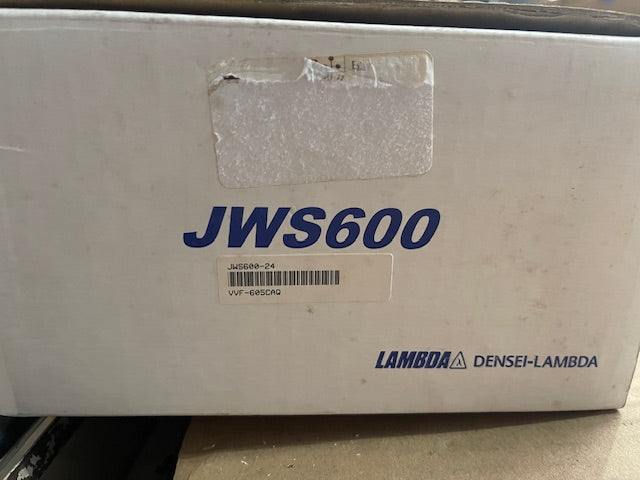 JWS600
JWS600-24
VVF-605CAQ
LAMBDA DENSEI-LAMBDA